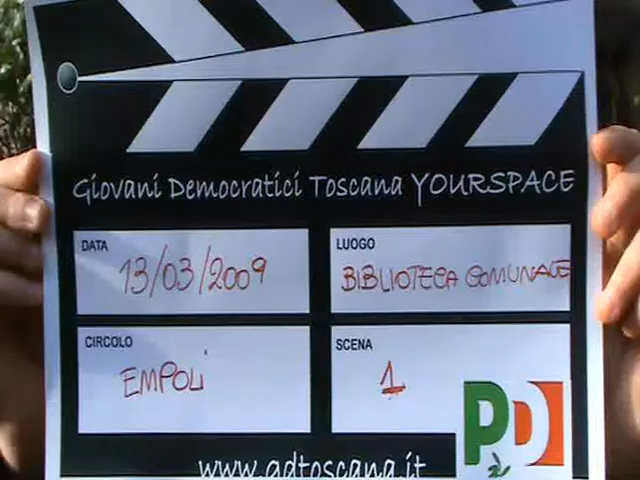 Giovani Democratici Toscana YOURSPACE
DATA
13/03/2009
LUOGO
BIBLIOTECA COMUNALE
CIRCOLO
EMPOLI
SCENA
1
PD
www.gdtoscana.it